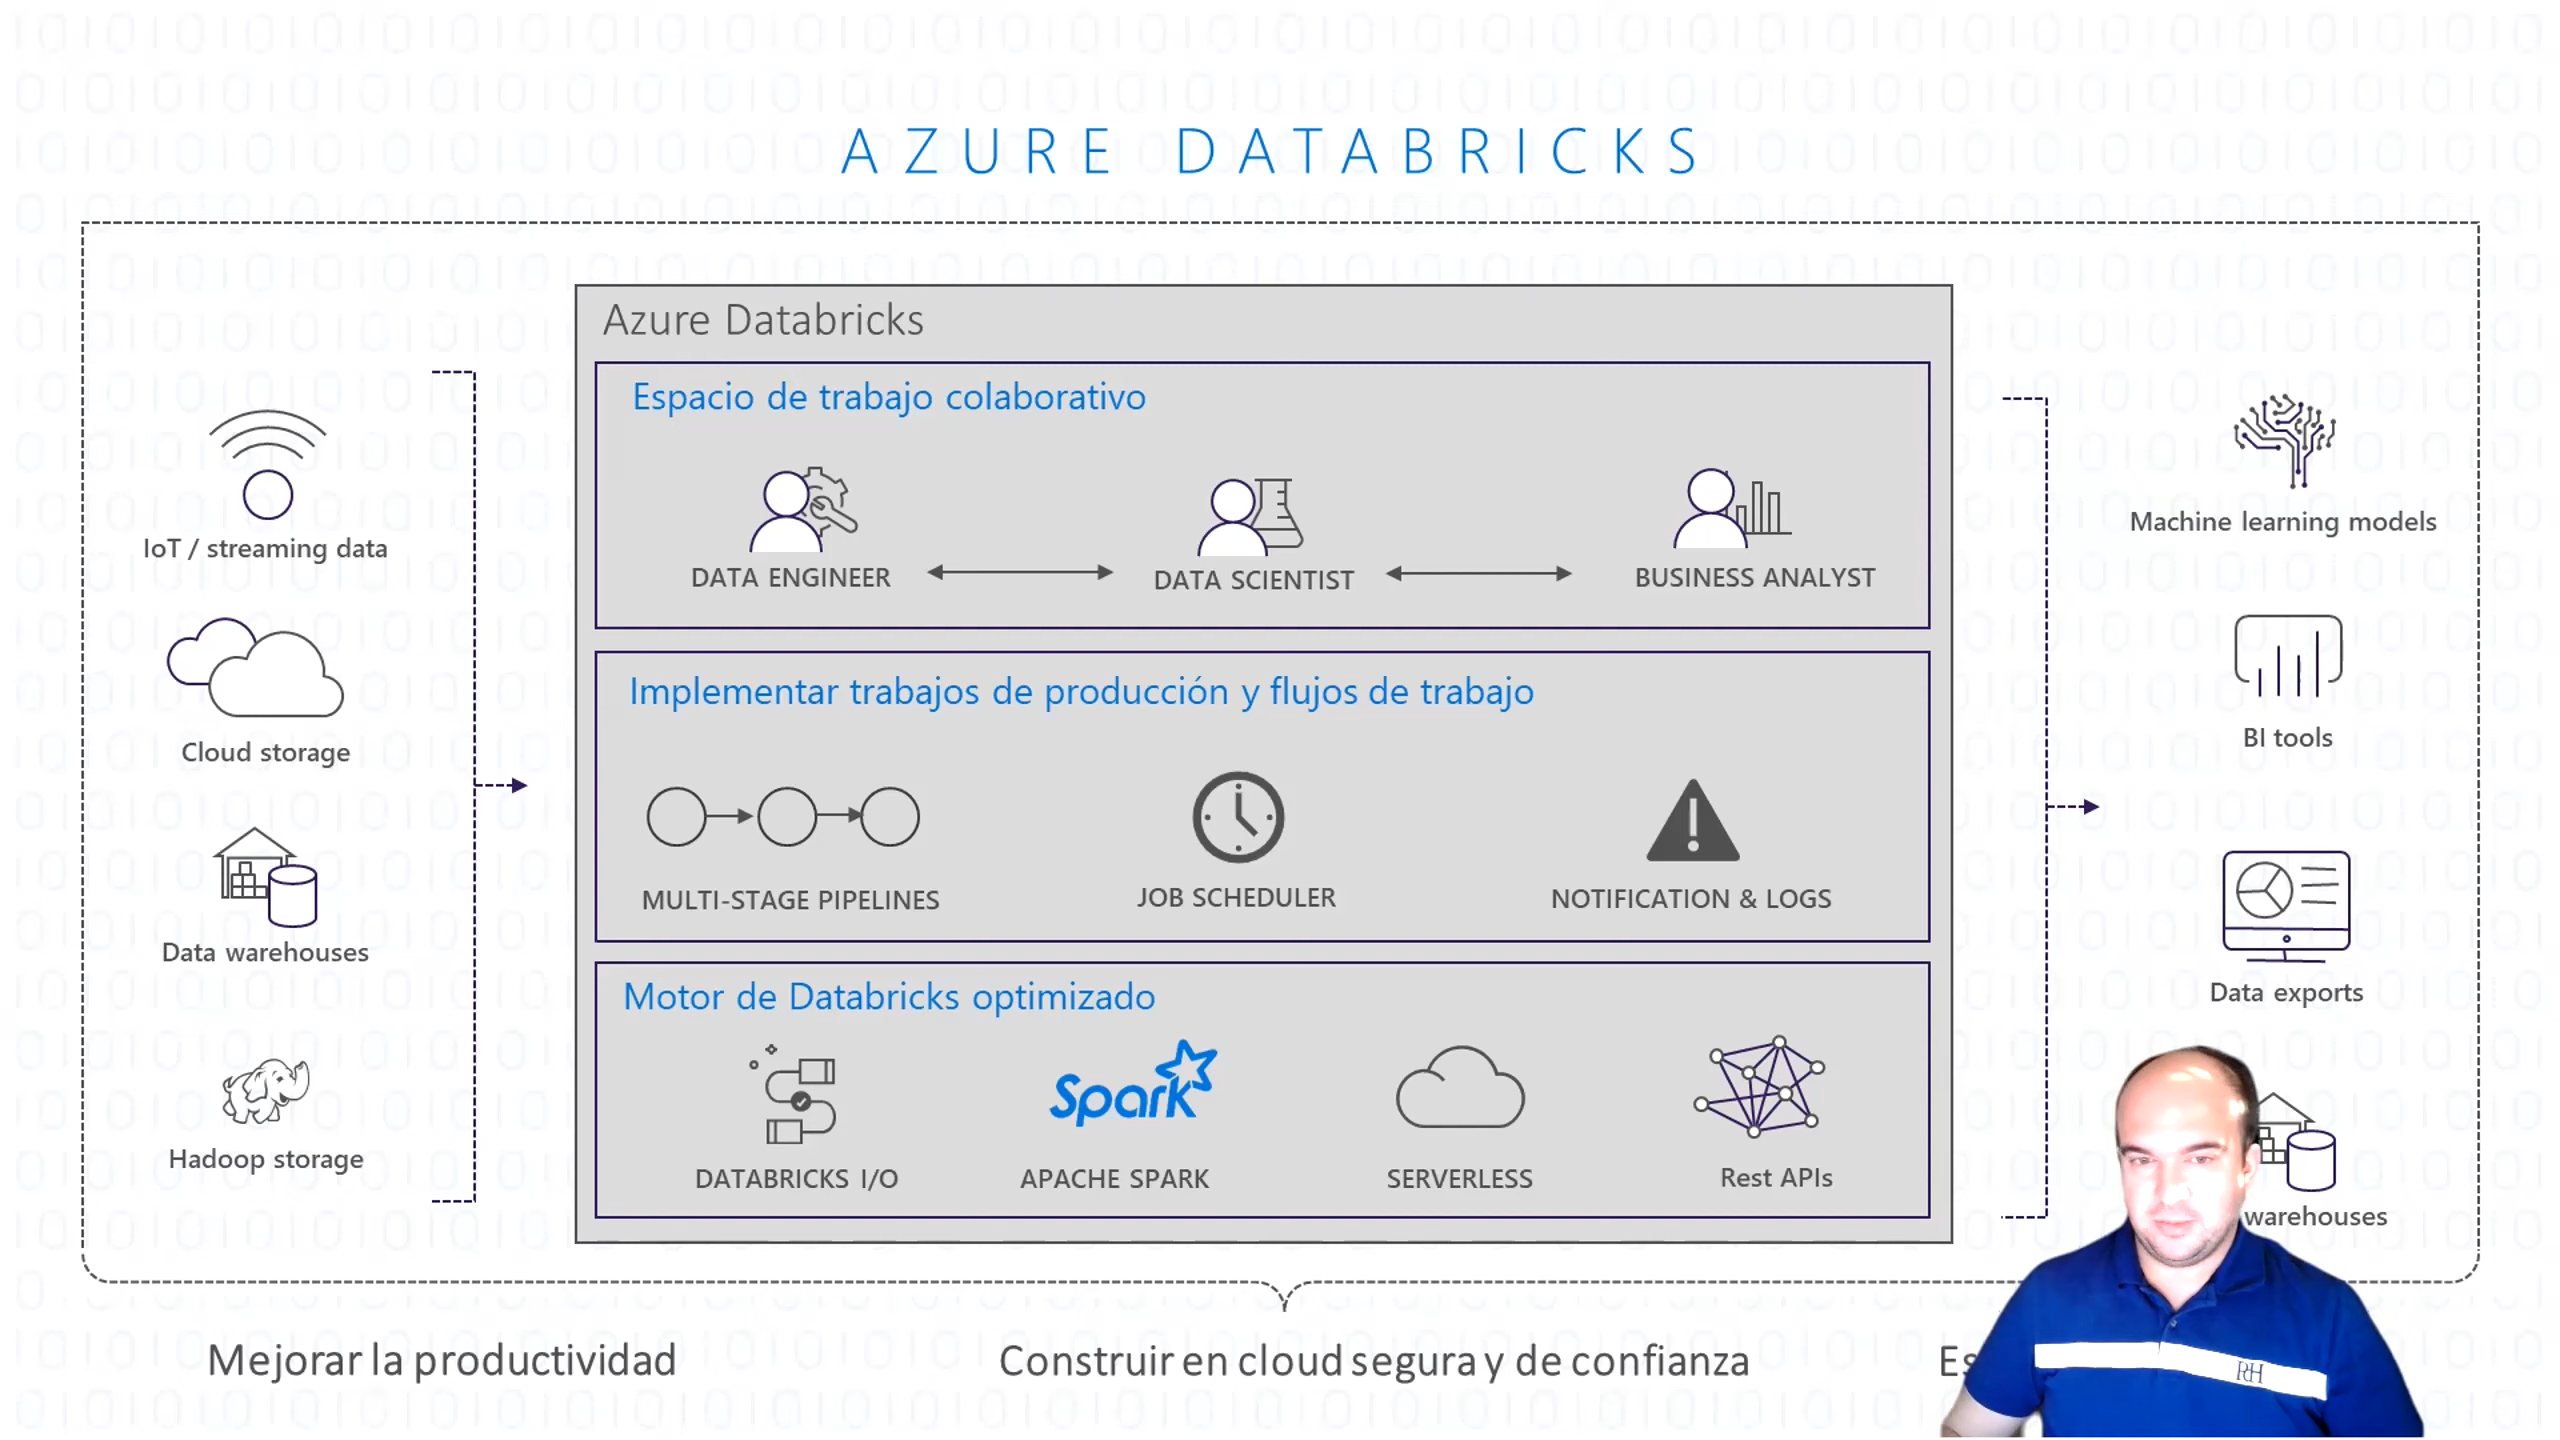 AZURE DATABRICKS
Azure Databricks
Espacio de trabajo colaborativo
DATA ENGINEER
DATA SCIENTIST
BUSINESS ANALYST
Implementar trabajos de producción y flujos de trabajo
MULTI-STAGE PIPELINES
JOB SCHEDULER
NOTIFICATION & LOGS
Motor de Databricks optimizado
Spark
DATABRICKS I/O
APACHE SPARK
SERVERLESS
Rest APIs
IoT / streaming data
Cloud storage
Data warehouses
Hadoop storage
Machine learning models
BI tools
Data exports
warehouses
Mejorar la productividad
Construir en cloud segura y de confianza
RH